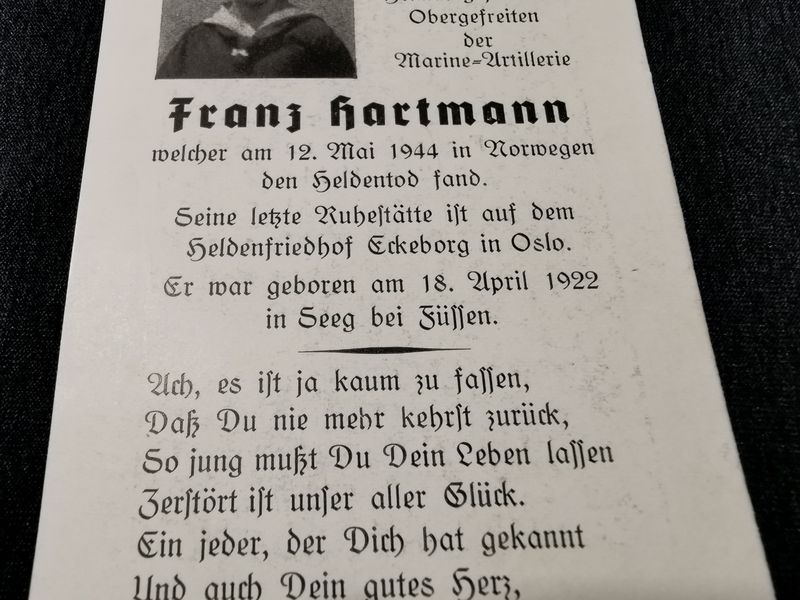 Obergefreiten
der
Marine=Artillerie
Franz Hartmann
welcher am 12. Mai 1944 in Norwegen
den Heldentod fand.
Seine letzte Ruhestätte ist auf dem
Heldenfriedhof Eckeborg in Oslo.
Er war geboren am 18. April 1922
in Seeg bei Füssen.
Ach, es ist ja kaum zu fassen,
Daß Du nie mehr kehrst zurück,
So jung mußt Du Dein Leben lassen
Zerstört ist unser aller Glück.
Ein jeder, der Dich hat gekannt
Und auch Dein gutes Herz,